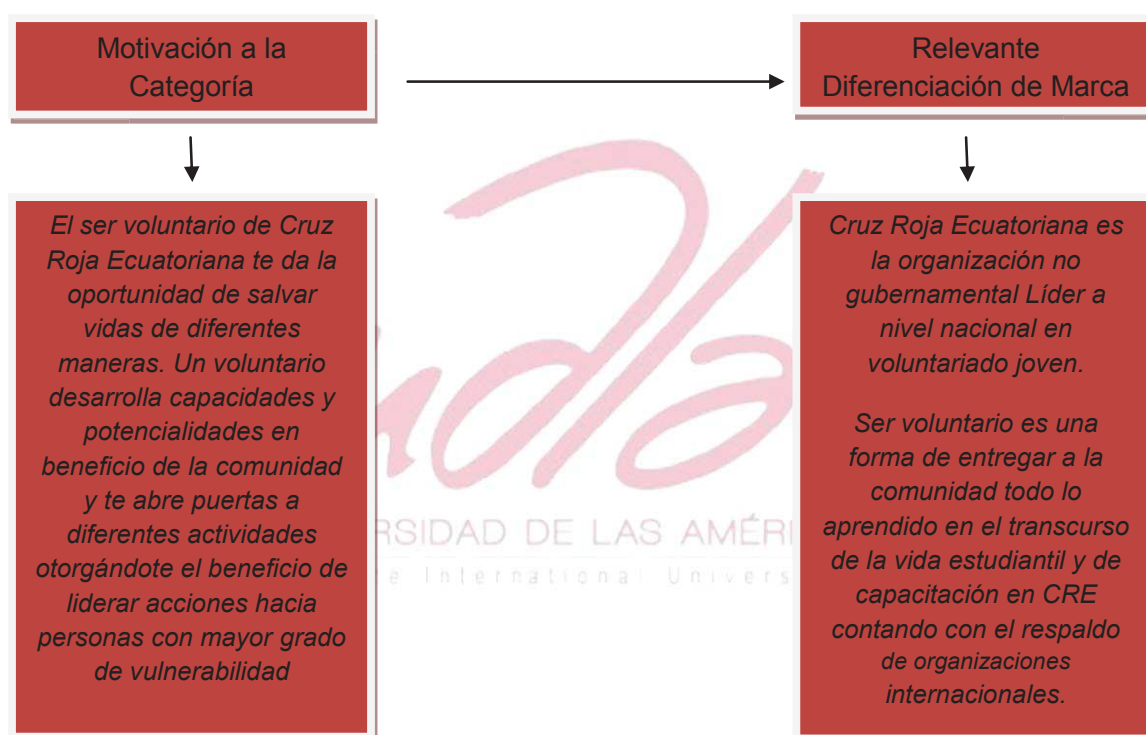 Motivación a la
Categoría
Relevante
Diferenciación de Marca
El ser voluntario de Cruz
Roja Ecuatoriana te da la
oportunidad de salvar
vidas de diferentes
maneras. Un voluntario
desarrolla capacidades y
potencialidades en
beneficio de la comunidad
y te abre puertas a
diferentes actividades
otorgándote el beneficio de
liderar acciones hacia
personas con mayor grado
de vulnerabilidad
Cruz Roja Ecuatoriana es
la organización no
gubernamental Líder a
nivel nacional en
voluntariado joven.
Ser voluntario es una
forma de entregar a la
comunidad todo lo
aprendido en el transcurso
de la vida estudiantil y de
capacitación en CRE
contando con el respaldo
de organizaciones
internacionales.
DE LAS
International